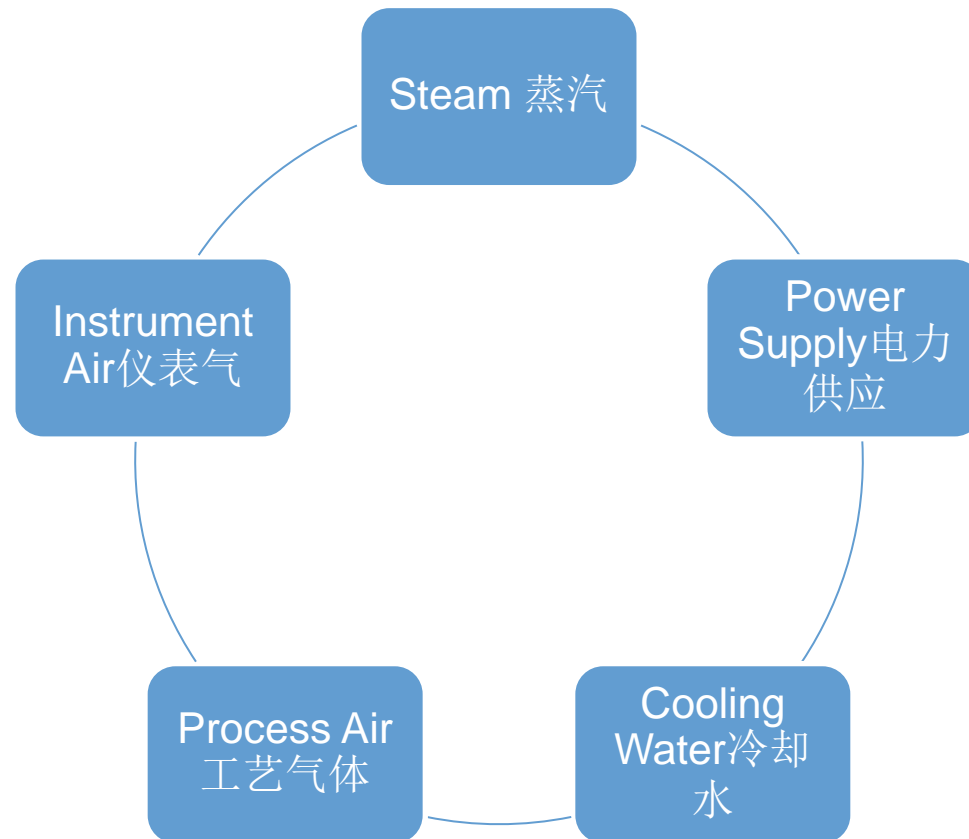 Steam 蒸汽
Power
Supply电力
供应
Cooling
Water冷却
水
Process Air
工艺气体
Instrument
Air仪表气